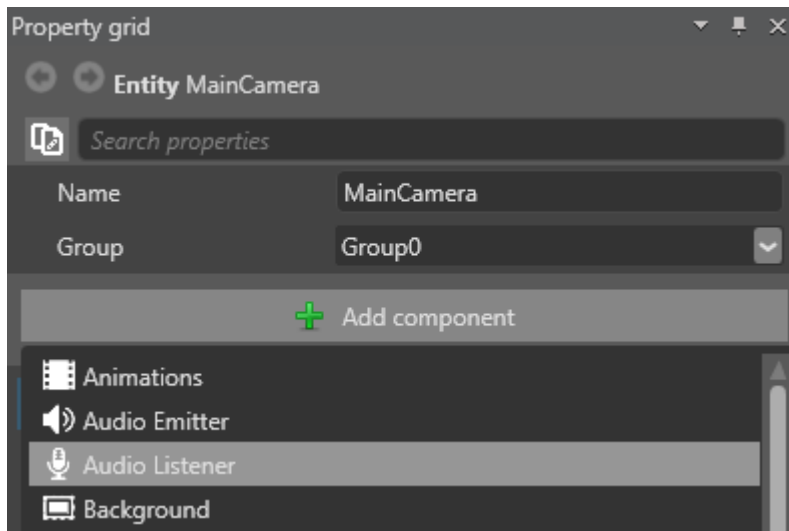 Property grid
Entity MainCamera
Search properties
Name MainCamera
Group Group0
Add component
Animations
Audio Emitter
Audio Listener
Background